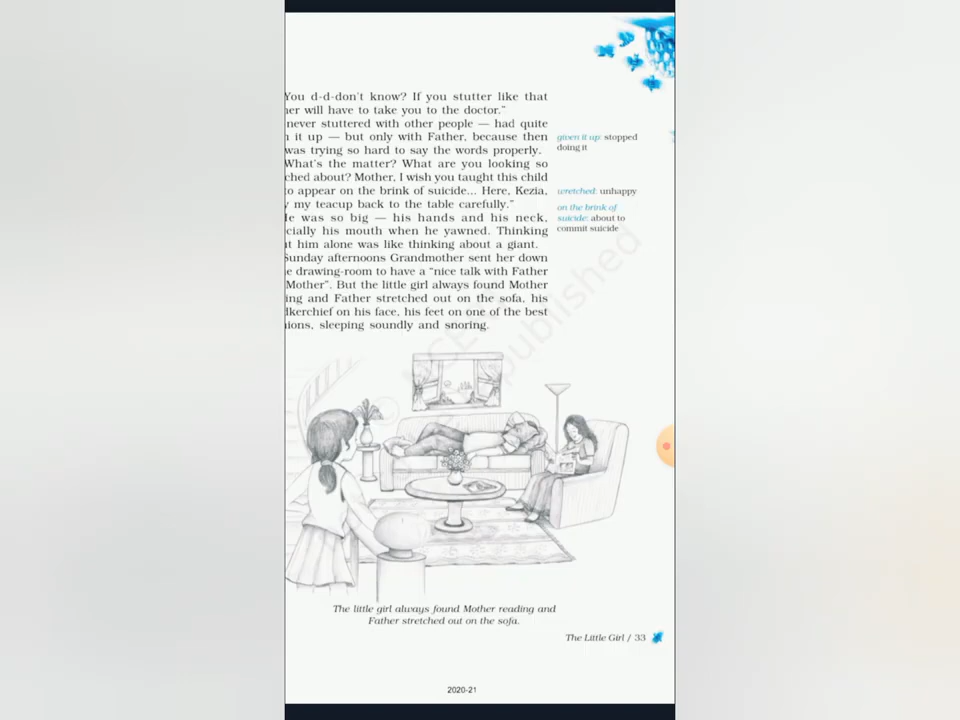 You d-d-don't know? If you stutter like that
will have to take you to the doctor."
never stuttered with other people — had quite
it up — but only with Father, because then
was trying so hard to say the words properly.
What's the matter? What are you looking so
about? Mother, I wish you taught this child
to appear on the brink of suicide... Here, Kezia,
my teacup back to the table carefully."
He was so big — his hands and his neck,
his mouth when he yawned. Thinking
him alone was like thinking about a giant.
Sunday afternoons Grandmother sent her down
drawing-room to have a "nice talk with Father
Mother". But the little girl always found Mother
and Father stretched out on the sofa, his
on his face, his feet on one of the best
sleeping soundly and snoring.
given it up: stopped
doing it
wretched: unhappy
on the brink of
suicide: about to
commit suicide
published
The little girl always found Mother reading and
Father stretched out on the sofa.
The Little Girl / 33
2020-21